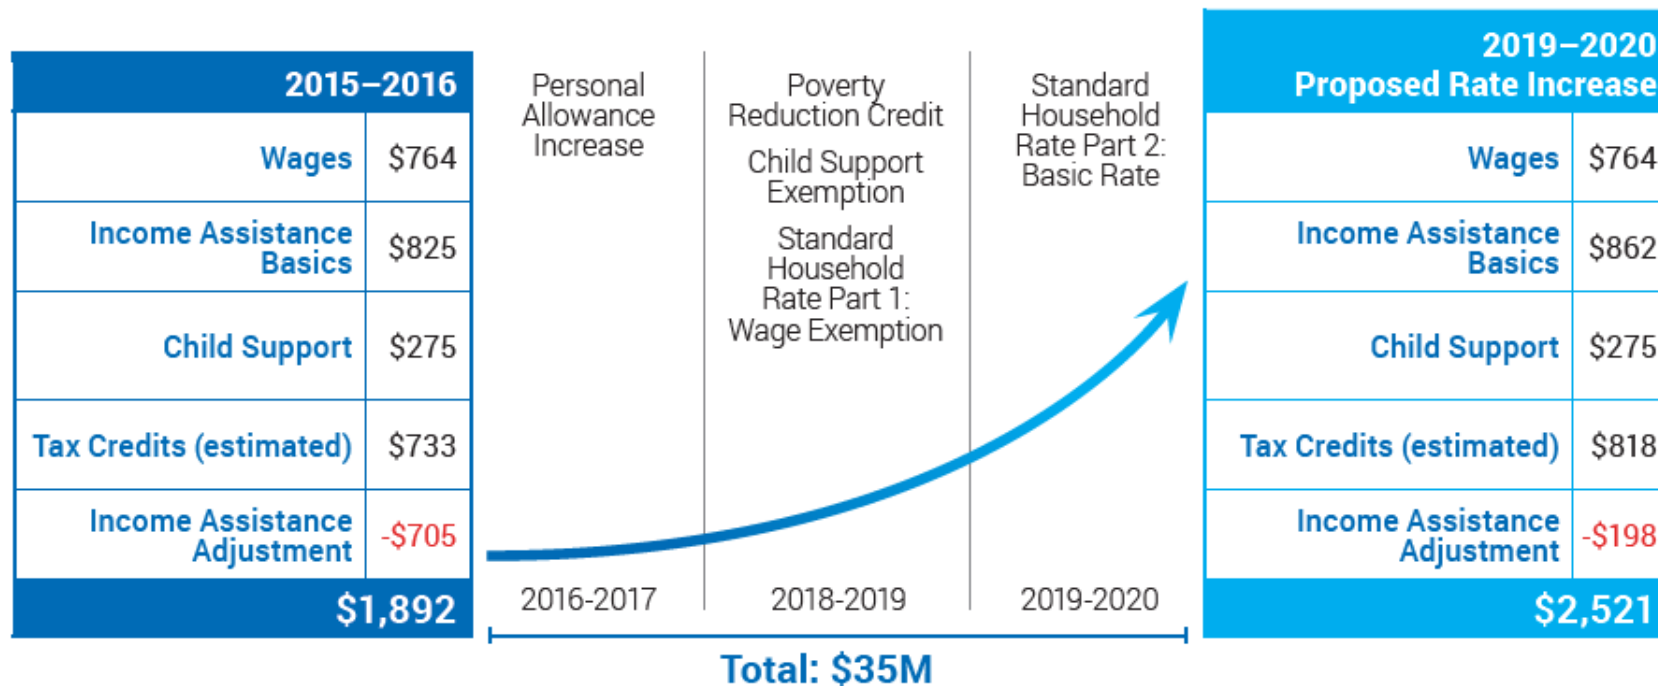 2015–2016
Wages $764
Income Assistance
Basics $825
Child Support $275
Tax Credits (estimated) $733
Income Assistance
Adjustment -$705
$1,892
Personal
Allowance
Increase
2016-2017
Poverty
Reduction Credit
Child Support
Exemption
Standard
Household
Rate Part 1:
Wage Exemption
2018-2019
Standard
Household
Rate Part 2:
Basic Rate
2019-2020
Total: $35M
2019–2020
Proposed Rate Increase
Wages $764
Income Assistance
Basics $862
Child Support $275
Tax Credits (estimated) $818
Income Assistance
Adjustment -$198
$2,521